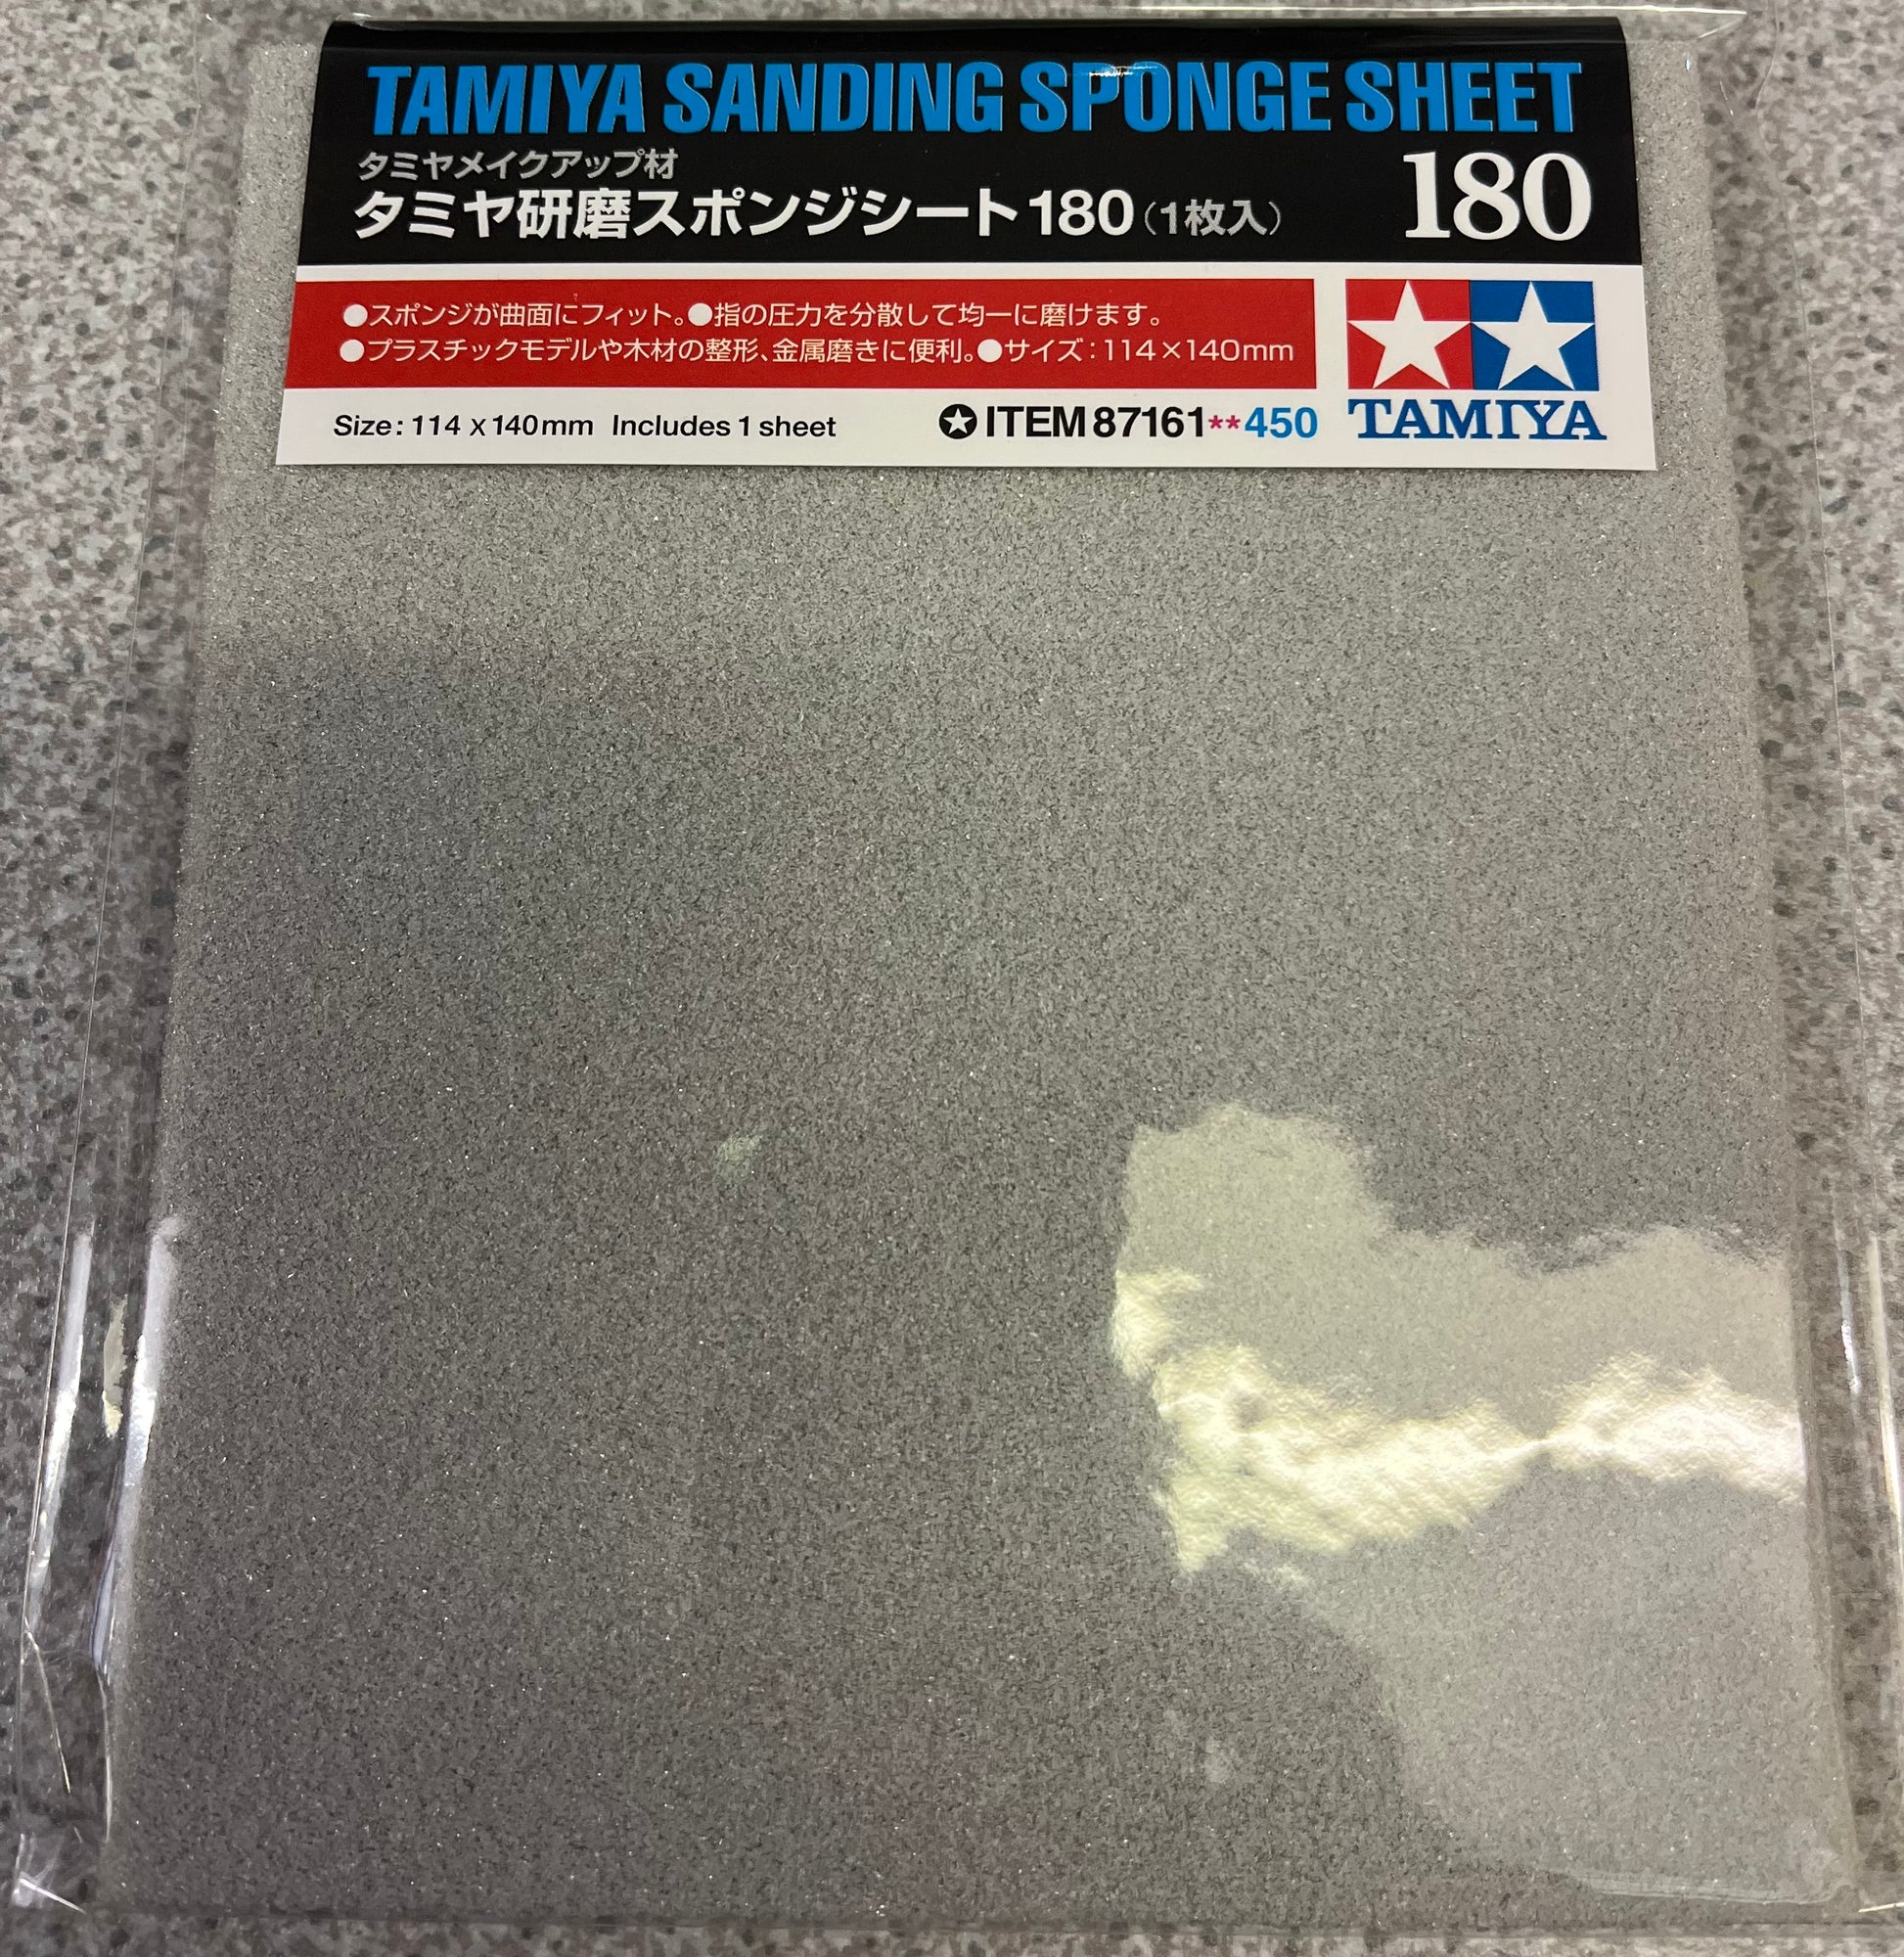 TAMIYA SANDING SPONGE SHEET
タミヤメイクアップ材
タミヤ研磨スポンジシート180(1枚入) 180
●スポンジが曲面にフィット。●指の圧力を分散して均一に磨けます。
●プラスチックモデルや木材の整形、金属磨きに便利。●サイズ:114×140mm
Size: 114 x 140mm Includes 1 sheet ✪ITEM 87161**450 TAMIYA